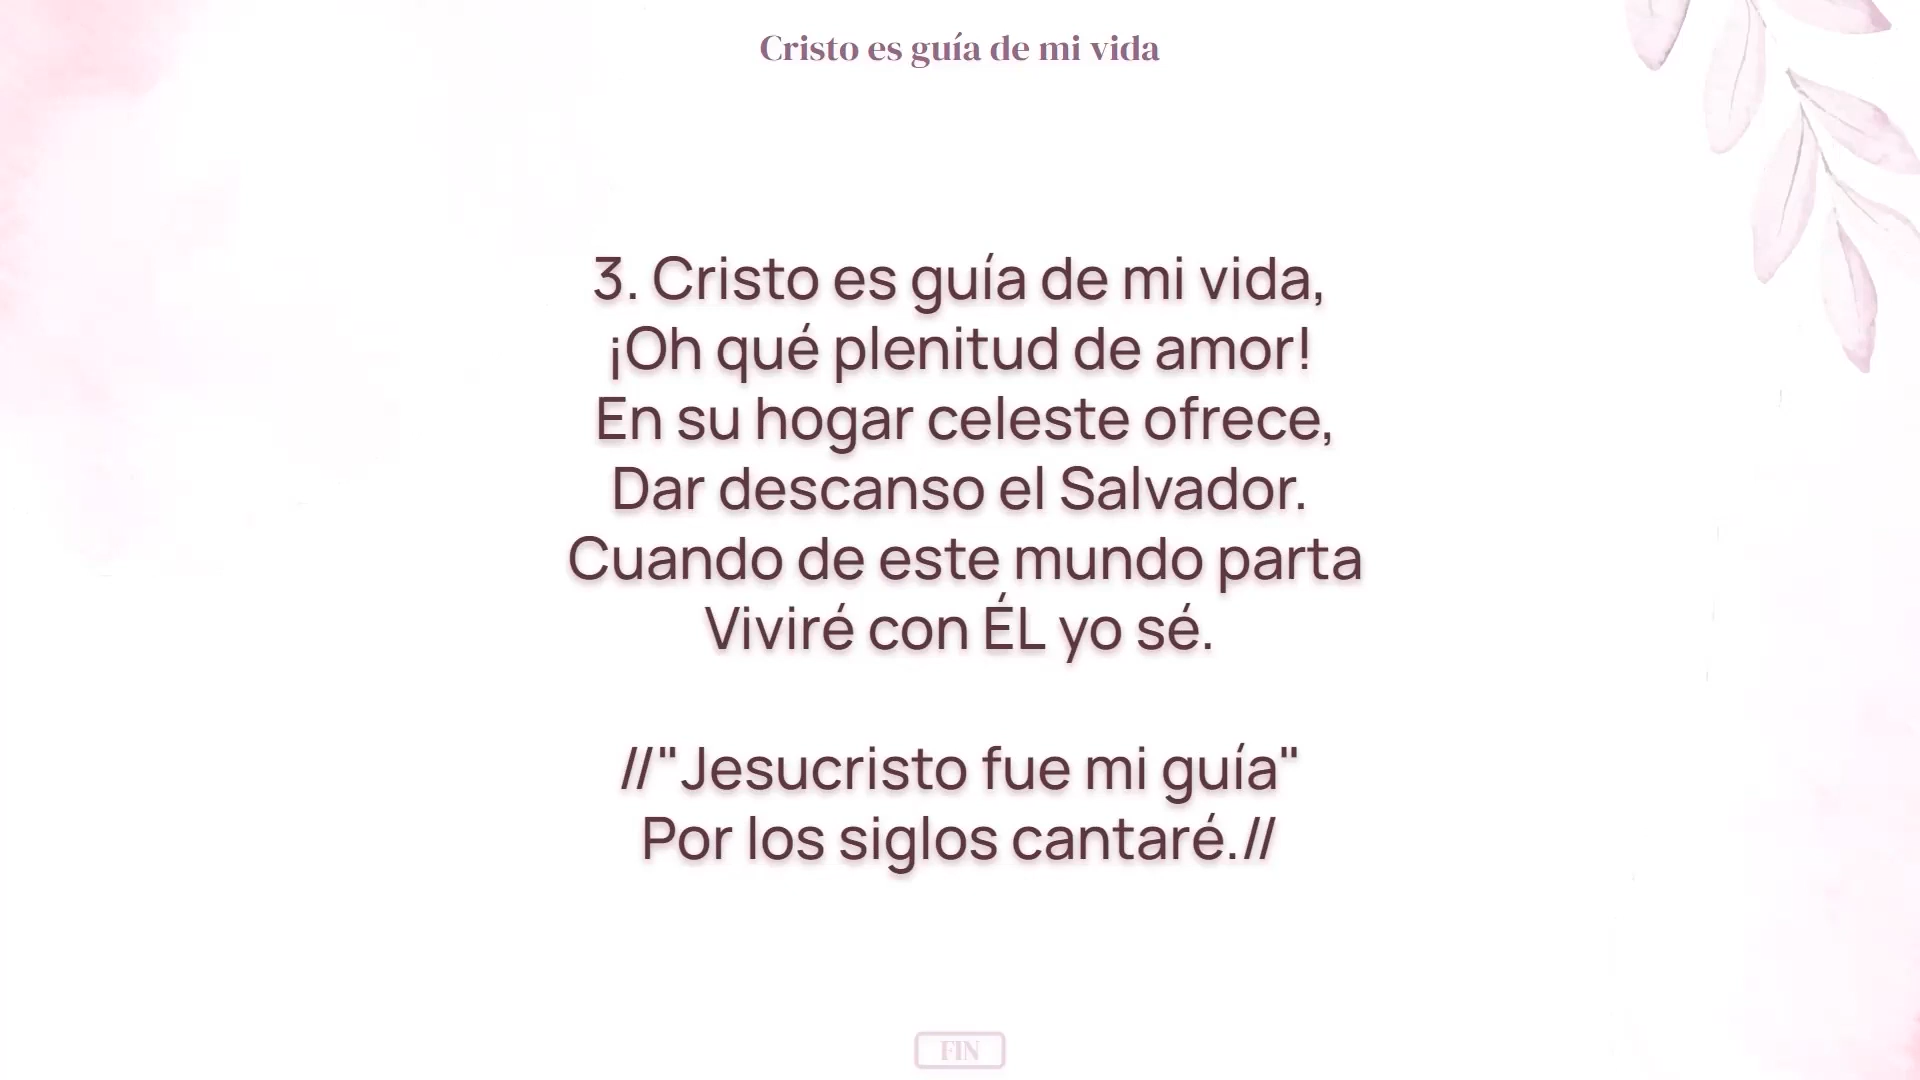 Cristo es guía de mi vida
3. Cristo es guía de mi vida,
¡Oh qué plenitud de amor!
En su hogar celeste ofrece,
Dar descanso el Salvador.
Cuando de este mundo parta
Viviré con ÉL yo sé.
//"Jesucristo fue mi guía"
Por los siglos cantaré.//
FIN